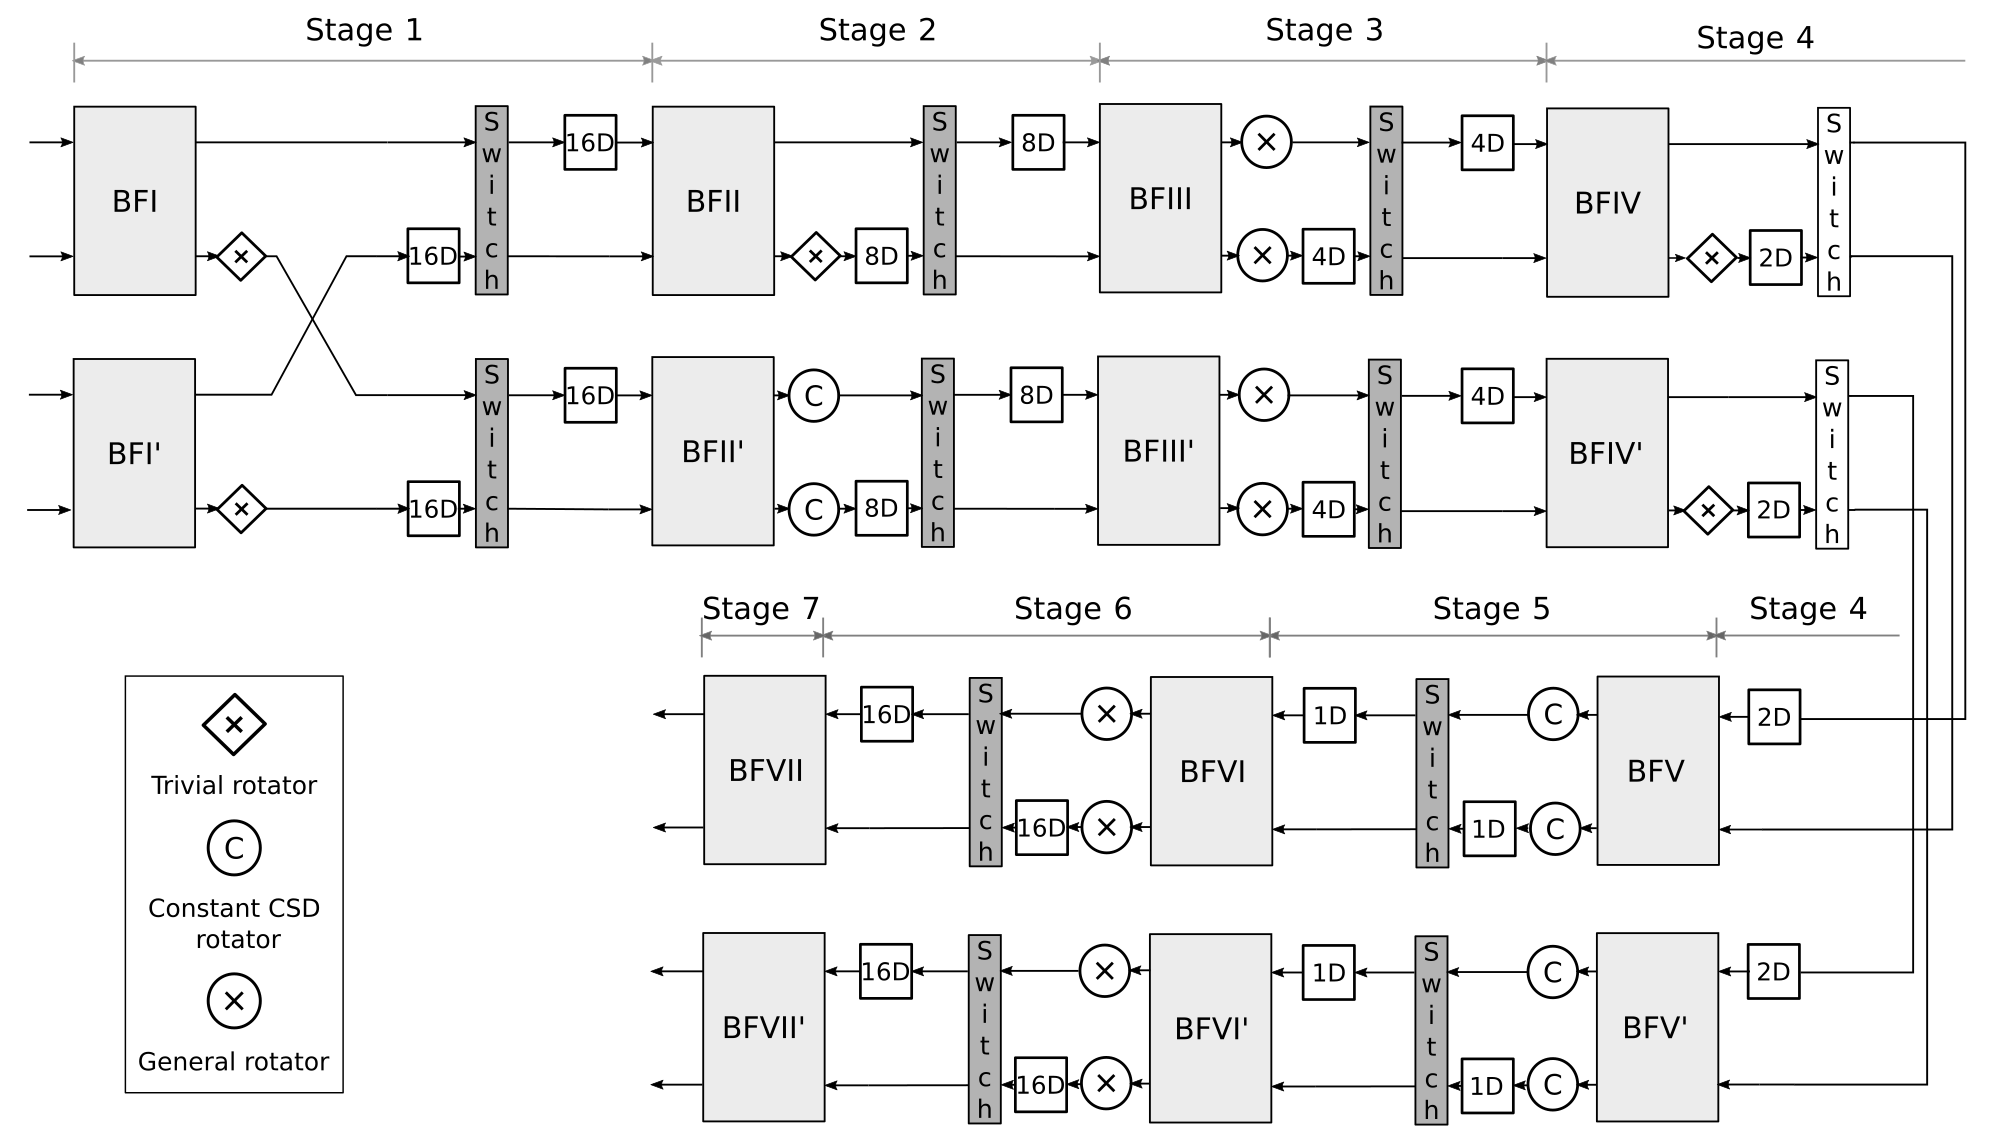 Stage 1 Stage 2 Stage 3 Stage 4
Switch 16D Switch 8D × Switch 4D Switch
BFI BFII BFIII BFIV
× 16D × 8D × 4D × 2D
Switch 16D C Switch 8D × Switch 4D Switch
BFI' BFII' BFIII' BFIV'
× 16D C 8D × 4D × 2D
Stage 7 Stage 6 Stage 5 Stage 4
16D Switch × 1D Switch C 2D
BFVII BFVI BFV
16D × 1D C
16D Switch × 1D Switch C 2D
BFVII' BFVI' BFV'
16D × 1D C
×
Trivial rotator
C
Constant CSD
rotator
×
General rotator